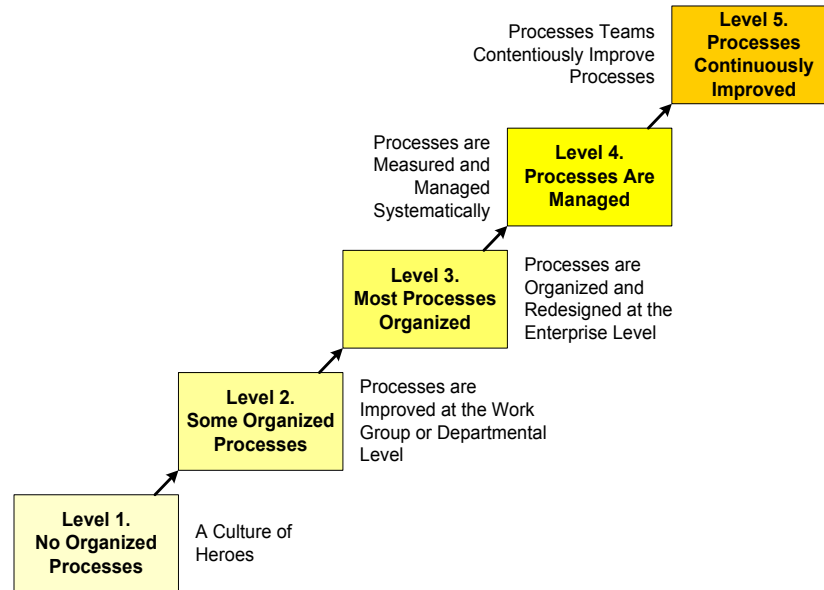 Processes Teams
Contentiously Improve
Processes
Level 5.
Processes
Continuously
Improved
Processes are
Measured and
Managed
Systematically
Level 4.
Processes Are
Managed
Level 3.
Most Processes
Organized
Processes are
Organized and
Redesigned at the
Enterprise Level
Level 2.
Some Organized
Processes
Processes are
Improved at the Work
Group or Departmental
Level
Level 1.
No Organized
Processes
A Culture of
Heroes